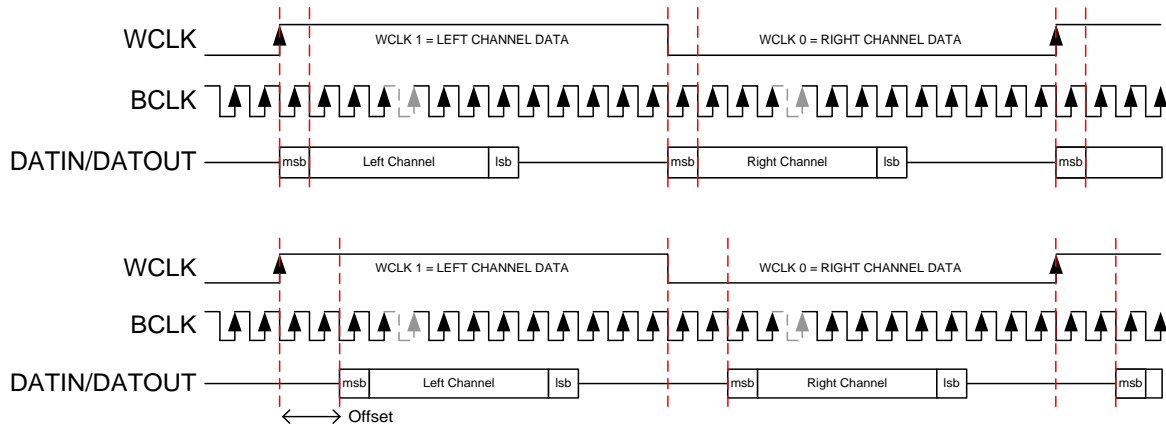 WCLK
WCLK 1 = LEFT CHANNEL DATA
WCLK 0 = RIGHT CHANNEL DATA
BCLK
DATIN/DATOUT
msb
Left Channel
lsb
msb
Right Channel
lsb
msb
WCLK
WCLK 1 = LEFT CHANNEL DATA
WCLK 0 = RIGHT CHANNEL DATA
BCLK
DATIN/DATOUT
msb
Left Channel
lsb
msb
Right Channel
lsb
msb
Offset